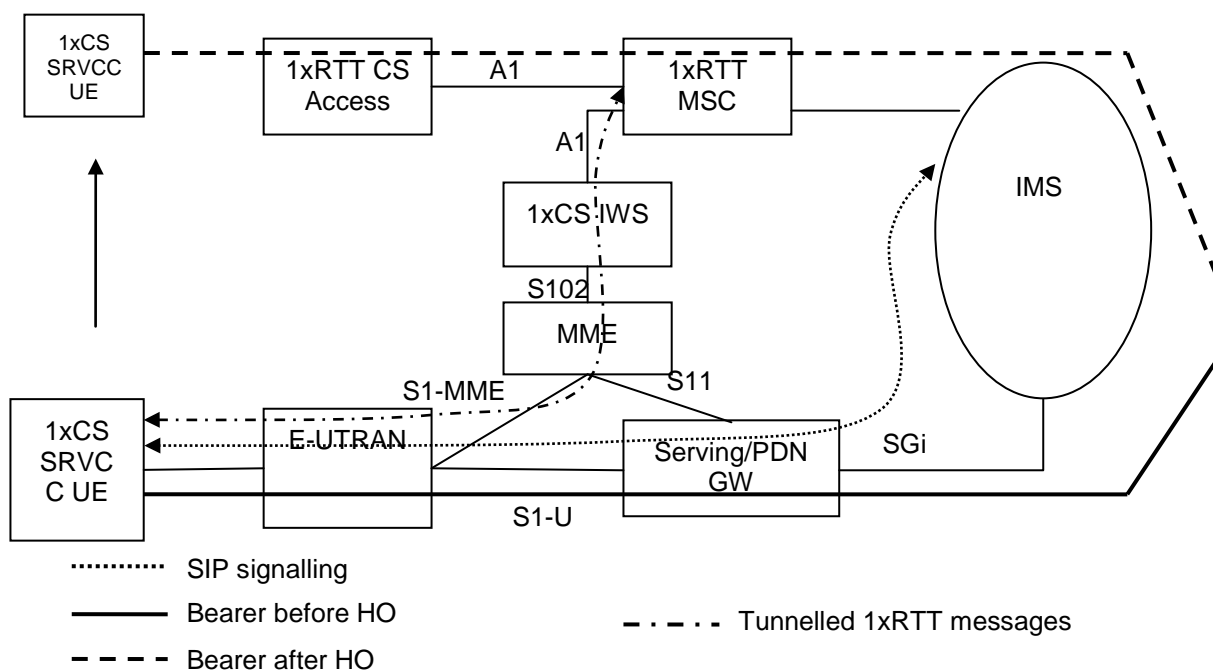 1xCS
SRVCC
UE
1xRTT CS
Access
A1
1xRTT
MSC
A1
IMS
1xCS IWS
S102
MME
S11
S1-MME
1xCS
SRVC
C UE
E-UTRAN
Serving/PDN
GW
SGi
S1-U
SIP signalling
Bearer before HO
Tunnelled 1xRTT messages
Bearer after HO